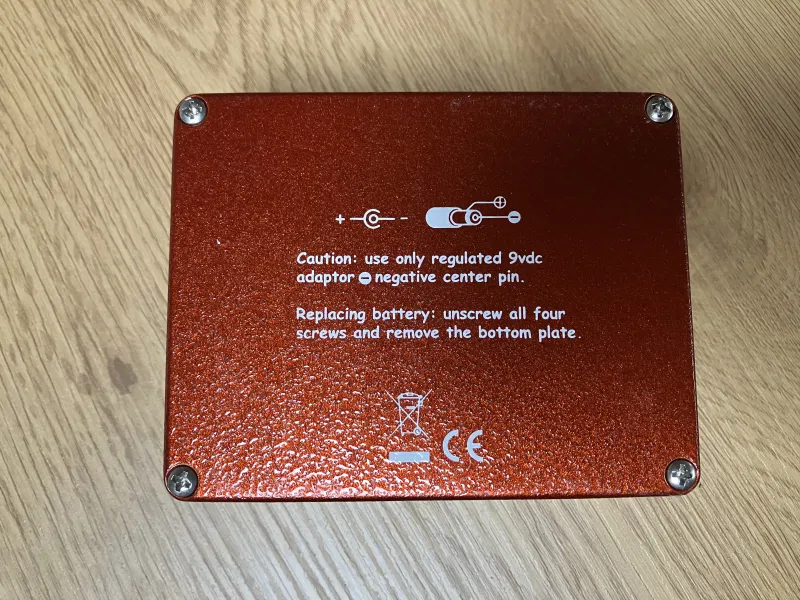 + -
Caution: use only regulated 9vdc
adaptor ⊖ negative center pin.
Replacing battery: unscrew all four
screws and remove the bottom plate.
CE